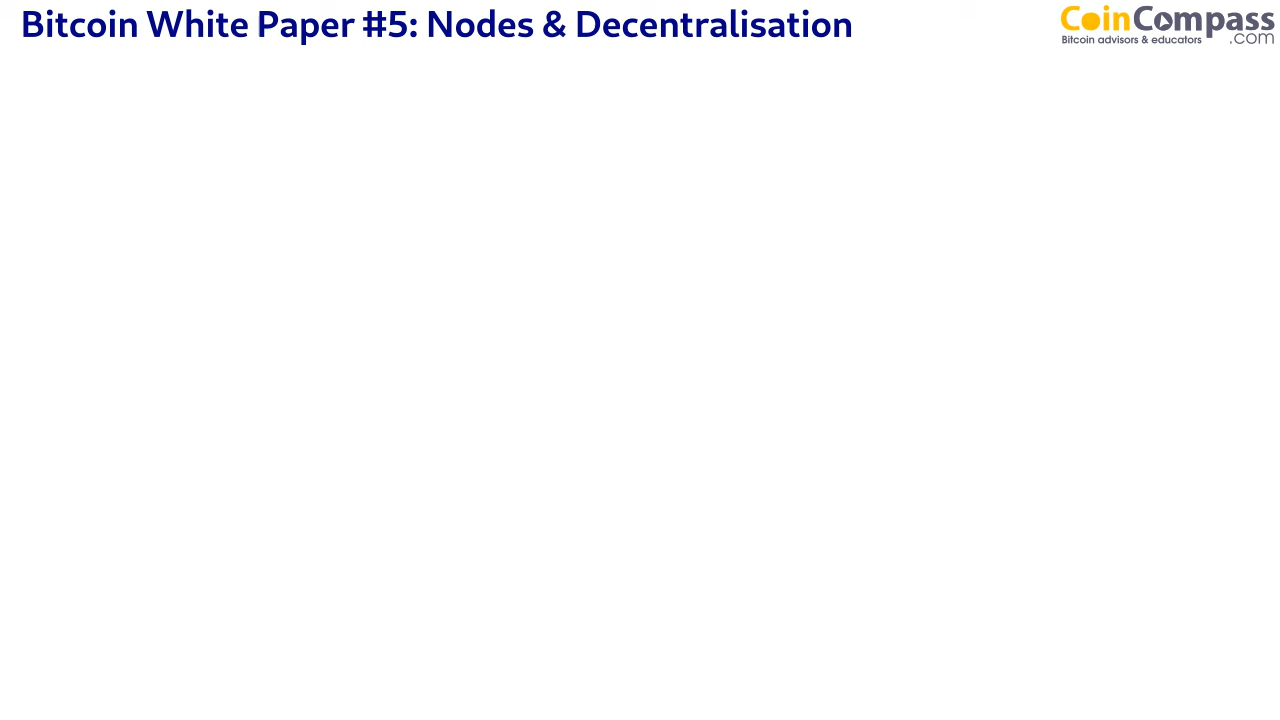 Bitcoin White Paper #5: Nodes & Decentralisation
CoinCompass
Bitcoin advisors & educators
.com